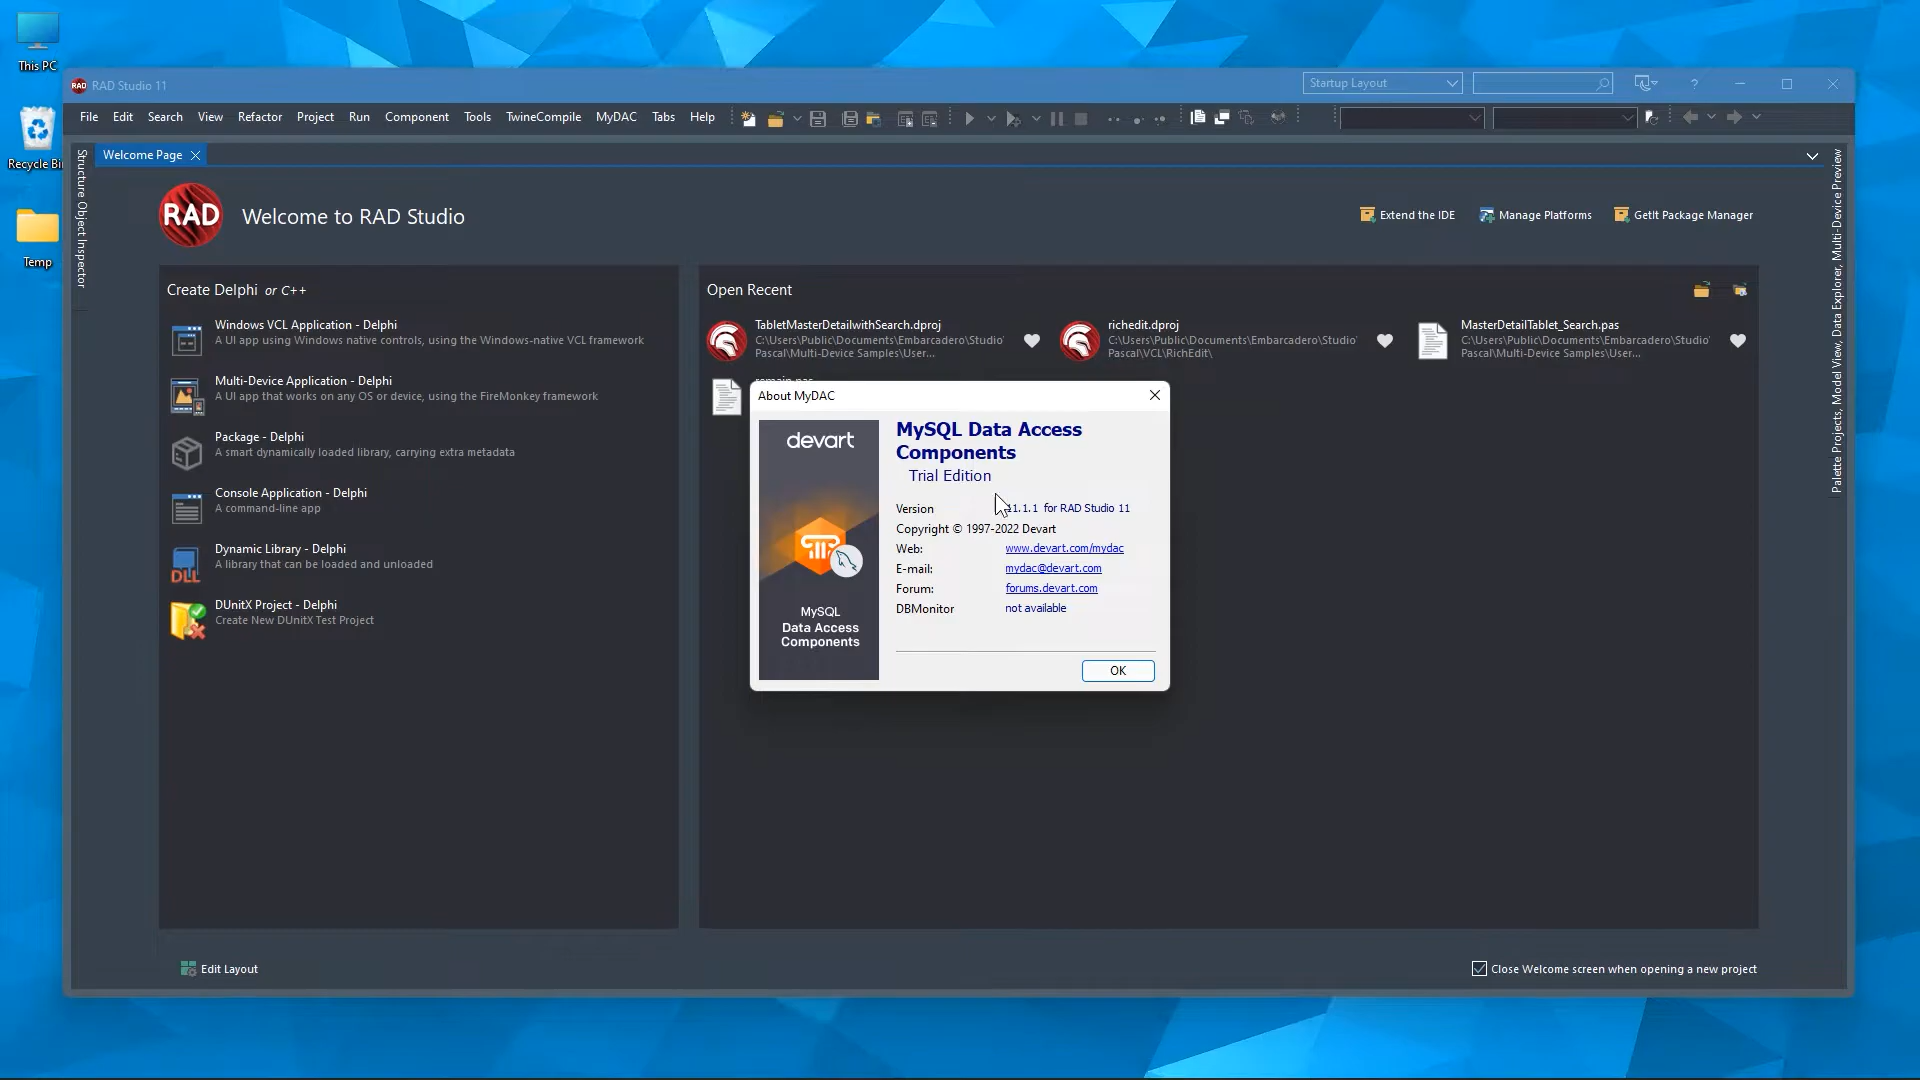 This PC
Recycle Bi
Temp
RAD RAD Studio 11
Startup Layout
?
File Edit Search View Refactor Project Run Component Tools TwineCompile MyDAC Tabs Help
Welcome Page
Structure Object Inspector
Palette Projects, Model View, Data Explorer, Multi-Device Preview
RAD
Welcome to RAD Studio
Extend the IDE Manage Platforms GetIt Package Manager
Create Delphi or C++
Windows VCL Application - Delphi
A UI app using Windows native controls, using the Windows-native VCL framework
Multi-Device Application - Delphi
A UI app that works on any OS or device, using the FireMonkey framework
Package - Delphi
A smart dynamically loaded library, carrying extra metadata
Console Application - Delphi
A command-line app
DLL
Dynamic Library - Delphi
A library that can be loaded and unloaded
DUnitX Project - Delphi
Create New DUnitX Test Project
Open Recent
TabletMasterDetailwithSearch.dproj
C:\Users\Public\Documents\Embarcadero\Studio'
Pascal\Multi-Device Samples\User...
richedit.dproj
C:\Users\Public\Documents\Embarcadero\Studio'
Pascal\VCL\RichEdit\
MasterDetailTablet_Search.pas
C:\Users\Public\Documents\Embarcadero\Studio'
Pascal\Multi-Device Samples\User...
About MyDAC
devart
MySQL
Data Access
Components
MySQL Data Access
Components
Trial Edition
Version 11.1.1 for RAD Studio 11
Copyright © 1997-2022 Devart
Web: www.devart.com/mydac
E-mail: mydac@devart.com
Forum: forums.devart.com
DBMonitor not available
OK
Edit Layout
Close Welcome screen when opening a new project